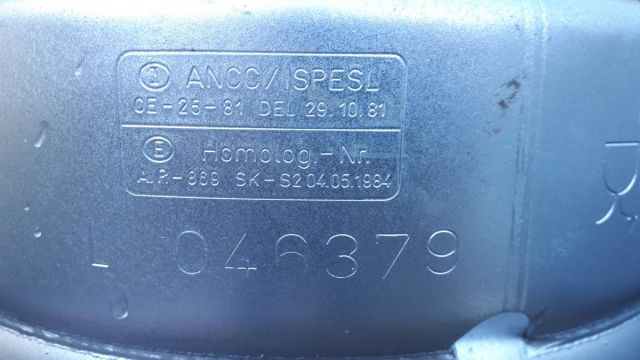 I ANCC/ISPESL
CE-25-81 DEL 29.10.81
E Homolog.-Nr.
A.P.-869 SK-S2 04.05.1984
L 046379
R